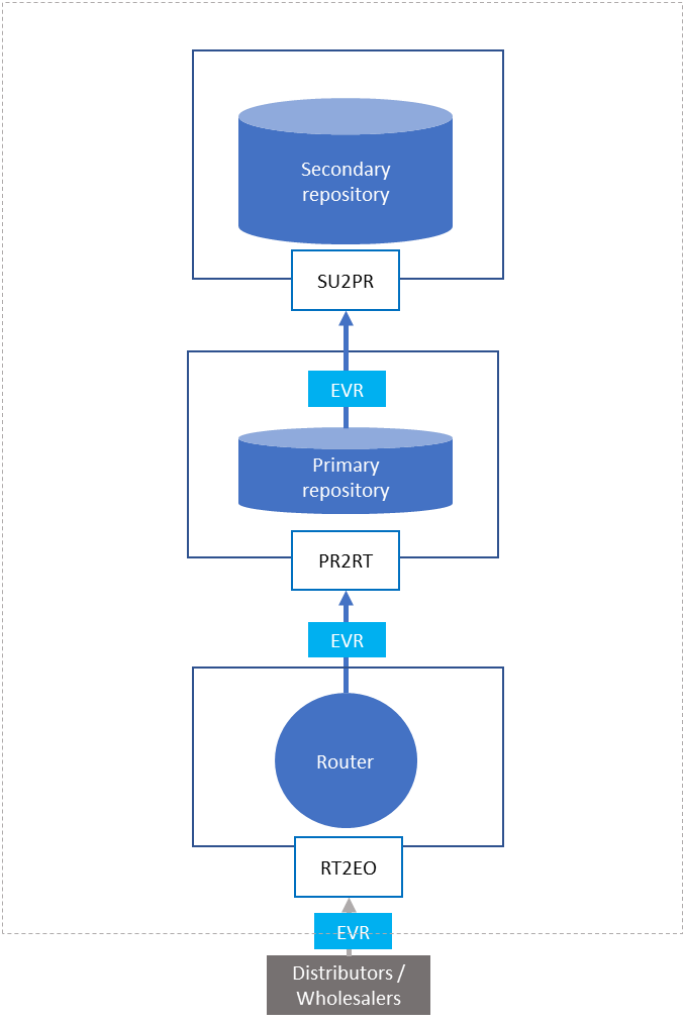 Secondary
repository
SU2PR
EVR
Primary
repository
PR2RT
EVR
Router
RT2EO
EVR
Distributors /
Wholesalers